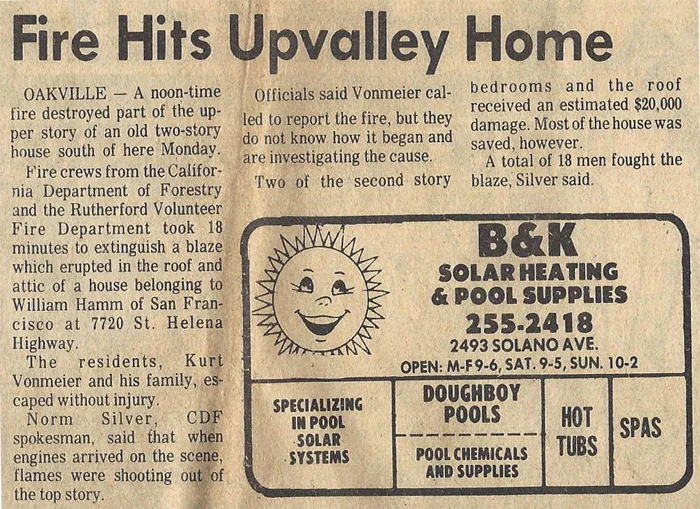 Fire Hits Upvalley Home
OAKVILLE — A noon-time
fire destroyed part of the up-
per story of an old two-story
house south of here Monday.
Fire crews from the Califor-
nia Department of Forestry
and the Rutherford Volunteer
Fire Department took 18
minutes to extinguish a blaze
which erupted in the roof and
attic of a house belonging to
William Hamm of San Fran-
cisco at 7720 St. Helena
Highway.
The residents, Kurt
Vonmeier and his family, es-
caped without injury.
Norm Silver, CDF
spokesman, said that when
engines arrived on the scene,
flames were shooting out of
the top story.
Officials said Vonmeier cal-
led to report the fire, but they
do not know how it began and
are investigating the cause.
Two of the second story
bedrooms and the roof
received an estimated $20,000
damage. Most of the house was
saved, however.
A total of 18 men fought the
blaze, Silver said.
B&K
SOLAR HEATING
& POOL SUPPLIES
255-2418
2493 SOLANO AVE.
OPEN: M-F 9-6, SAT. 9-5, SUN. 10-2
SPECIALIZING
IN POOL
SOLAR
SYSTEMS
DOUGHBOY
POOLS
POOL CHEMICALS
AND SUPPLIES
HOT
TUBS
SPAS